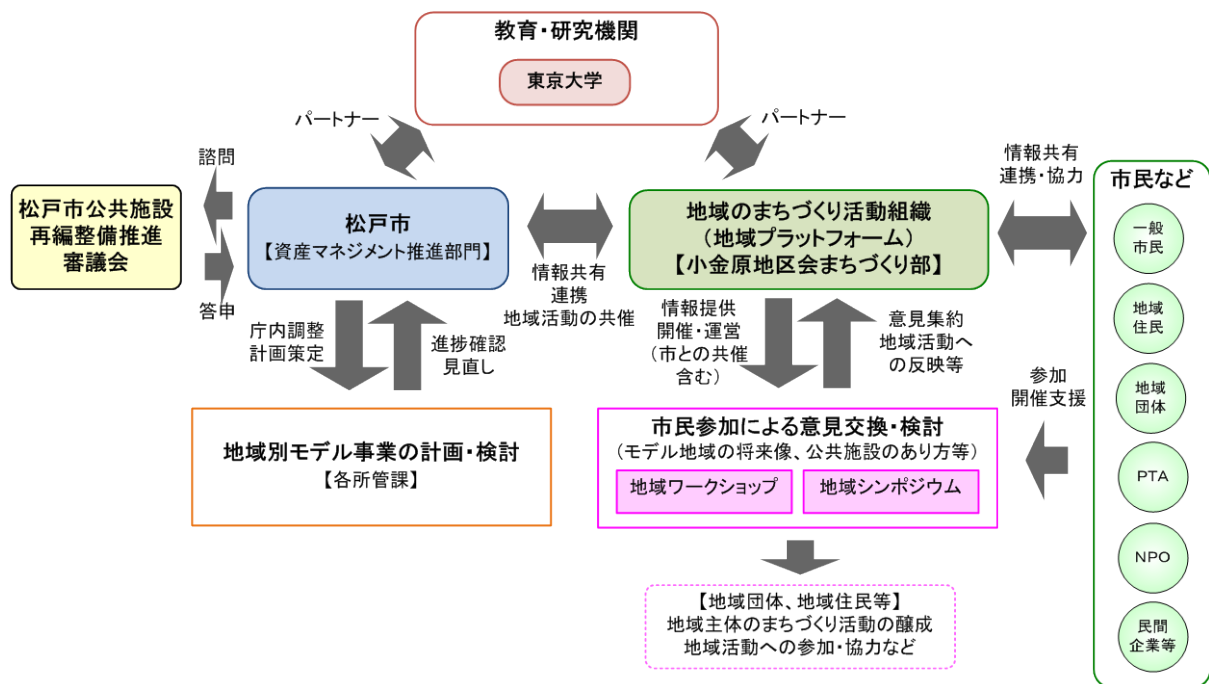 教育・研究機関
東京大学
パートナー
パートナー
諮問
松戸市公共施設
再編整備推進
審議会
答申
松戸市
【資産マネジメント推進部門】
情報共有
連携
地域活動の共催
地域のまちづくり活動組織
(地域プラットフォーム)
【小金原地区会まちづくり部】
情報共有
連携・協力
市民など
一般
市民
地域
住民
地域
団体
PTA
NPO
民間
企業等
庁内調整
計画策定
進捗確認
見直し
情報提供
開催・運営
(市との共催
含む)
意見集約
地域活動へ
の反映等
参加
開催支援
地域別モデル事業の計画・検討
【各所管課】
市民参加による意見交換・検討
(モデル地域の将来像、公共施設のあり方等)
地域ワークショップ
地域シンポジウム
【地域団体、地域住民等】
地域主体のまちづくり活動の醸成
地域活動への参加・協力など